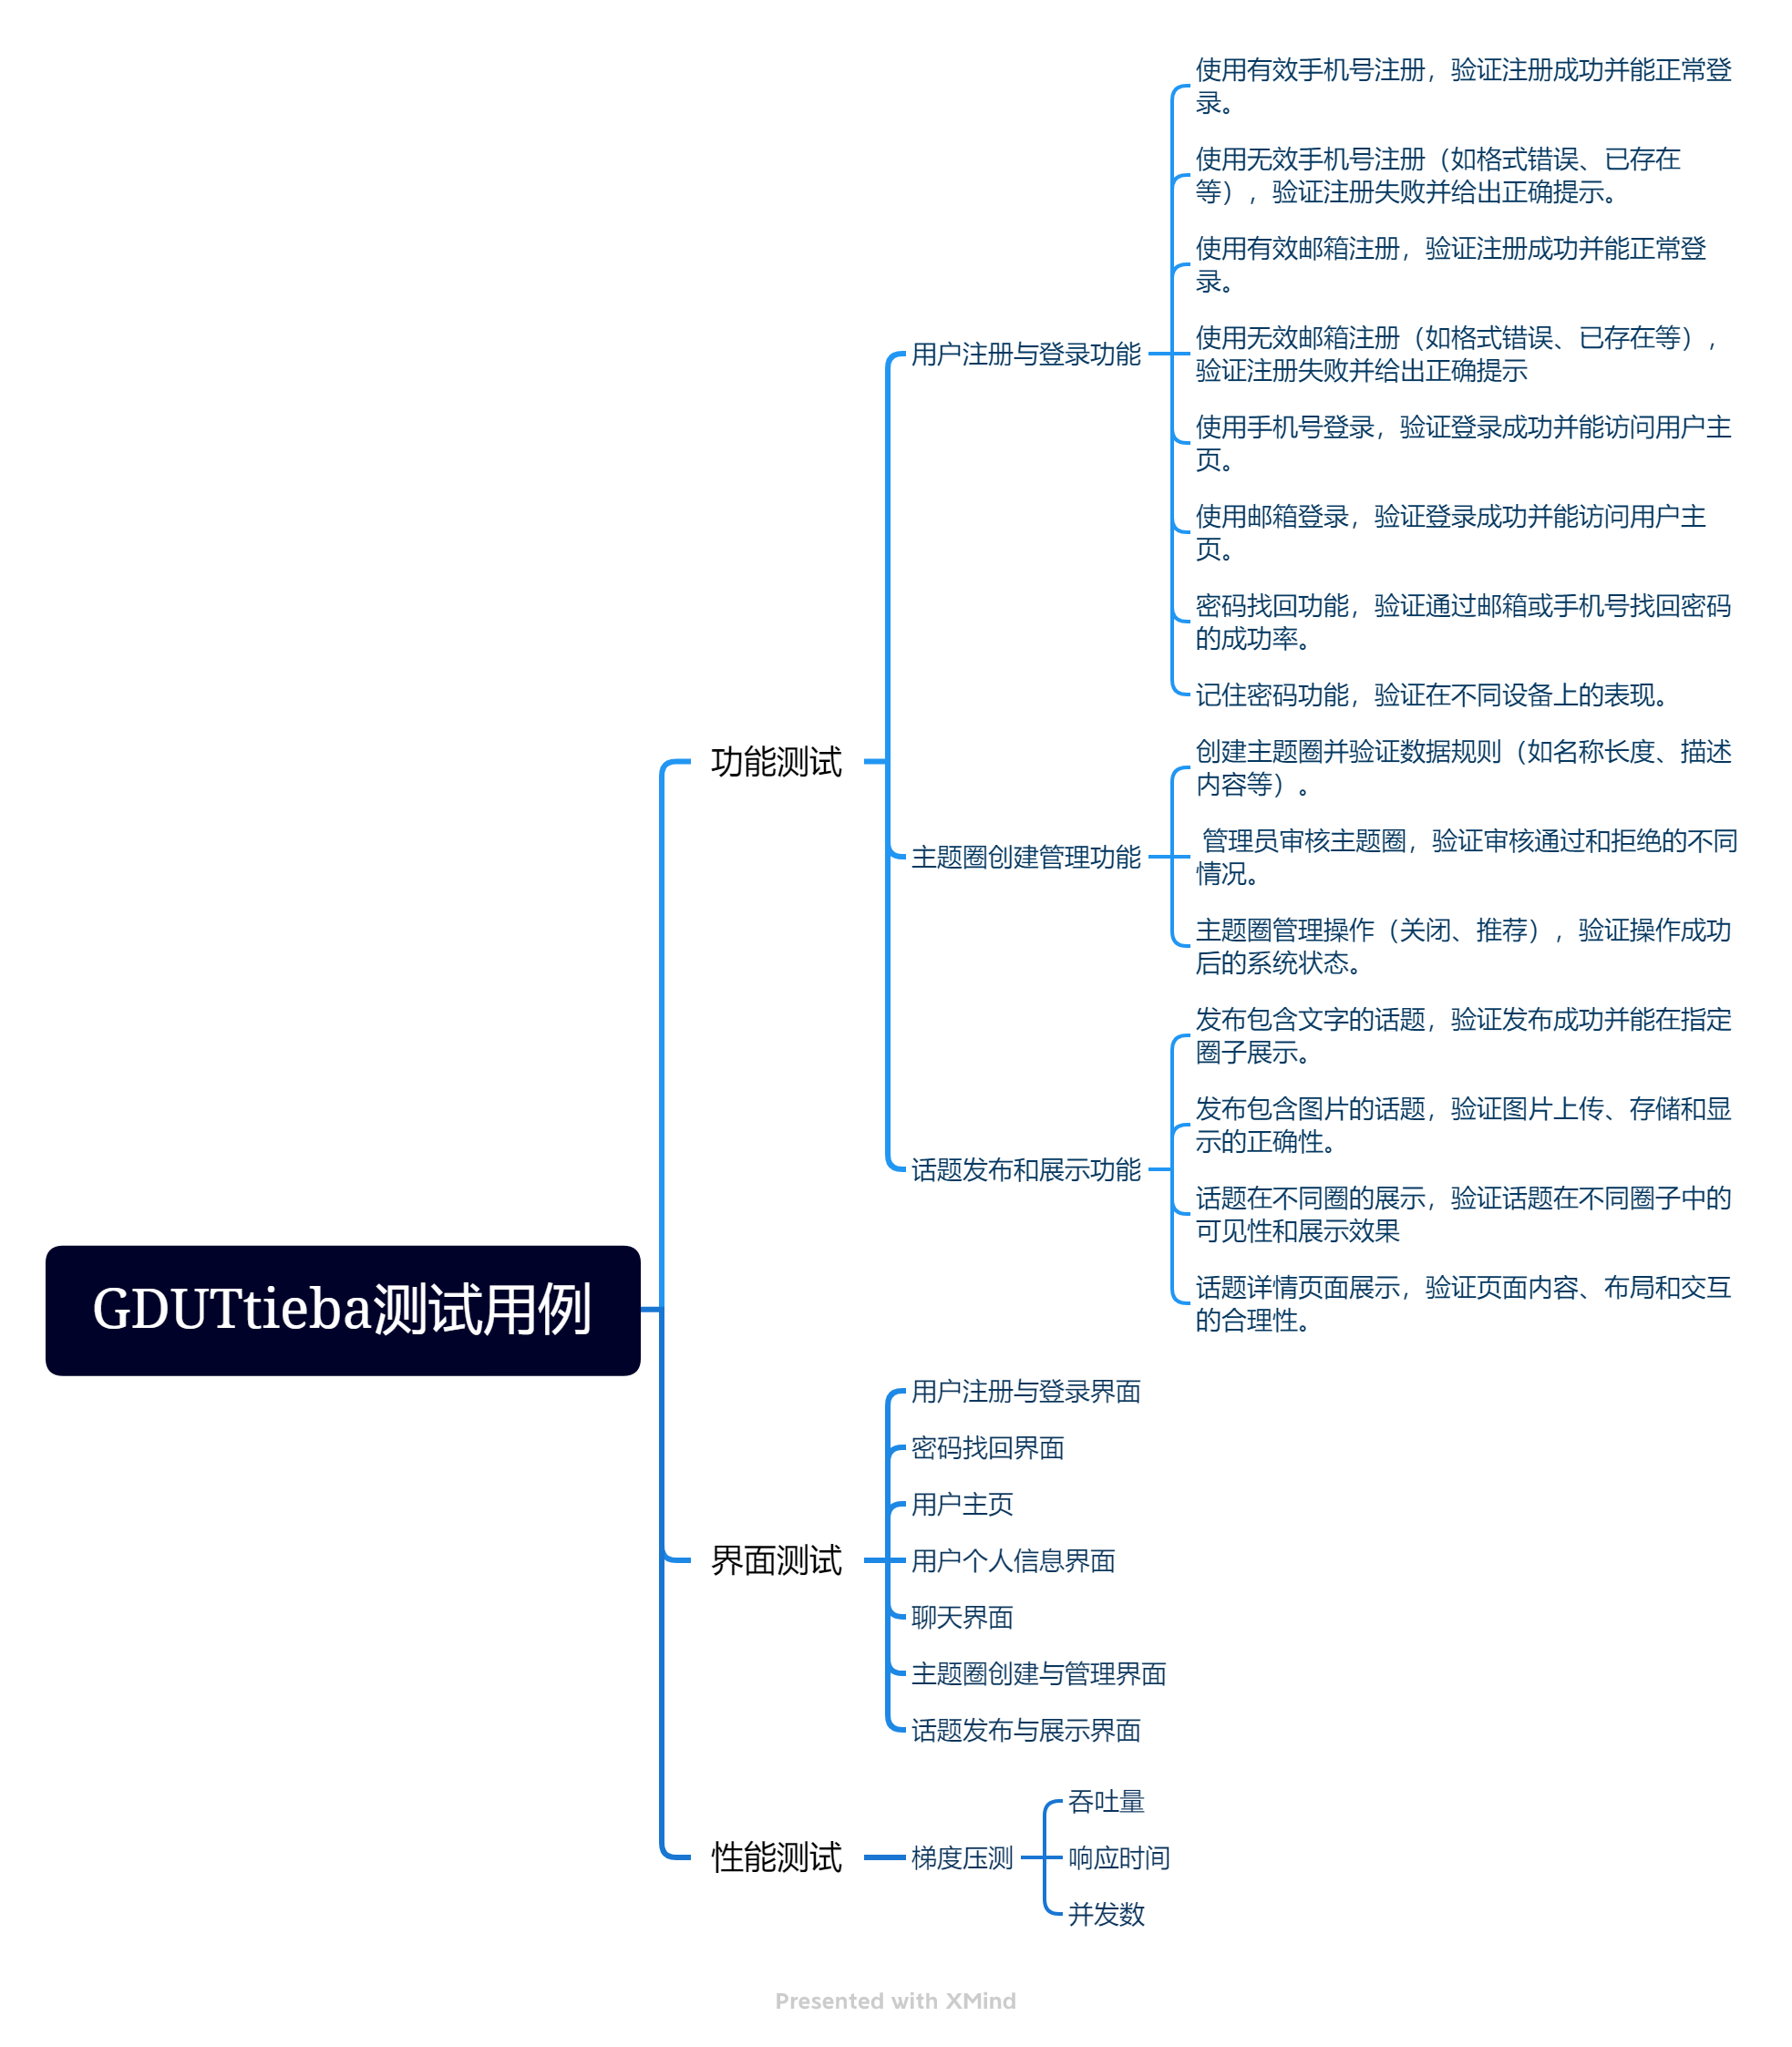 使用有效手机号注册，验证注册成功并能正常登
录。
使用无效手机号注册（如格式错误、已存在
等），验证注册失败并给出正确提示。
使用有效邮箱注册，验证注册成功并能正常登
录。
用户注册与登录功能
使用无效邮箱注册（如格式错误、已存在等），
验证注册失败并给出正确提示
使用手机号登录，验证登录成功并能访问用户主
页。
使用邮箱登录，验证登录成功并能访问用户主
页。
密码找回功能，验证通过邮箱或手机号找回密码
的成功率。
记住密码功能，验证在不同设备上的表现。
功能测试
创建主题圈并验证数据规则（如名称长度、描述
内容等）。
主题圈创建管理功能
管理员审核主题圈，验证审核通过和拒绝的不同
情况。
主题圈管理操作（关闭、推荐），验证操作成功
后的系统状态。
发布包含文字的话题，验证发布成功并能在指定
圈子展示。
发布包含图片的话题，验证图片上传、存储和显
示的正确性。
话题发布和展示功能
话题在不同圈的展示，验证话题在不同圈子中的
可见性和展示效果
话题详情页面展示，验证页面内容、布局和交互
的合理性。
GDUTtieba测试用例
用户注册与登录界面
密码找回界面
用户主页
界面测试
用户个人信息界面
聊天界面
主题圈创建与管理界面
话题发布与展示界面
性能测试
梯度压测
吞吐量
响应时间
并发数
Presented with XMind